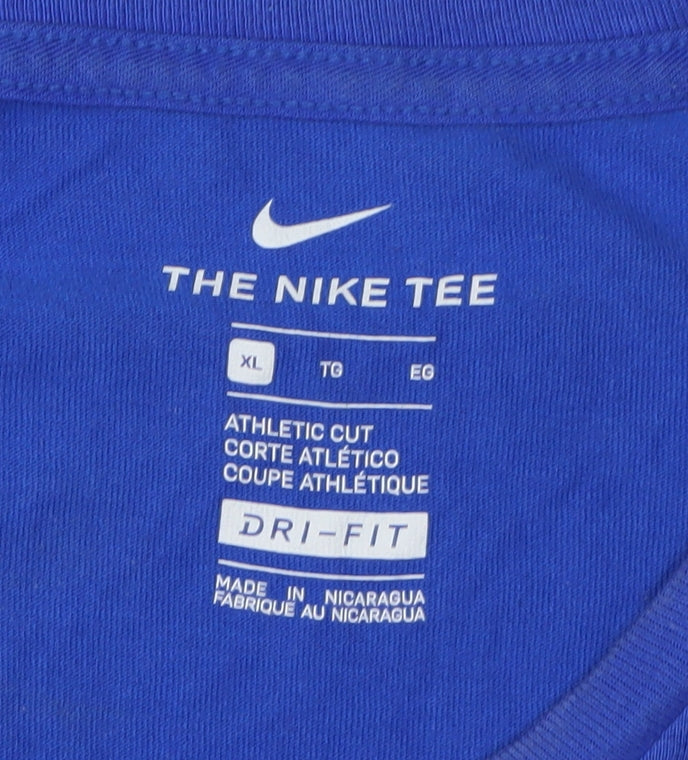 THE NIKE TEE
XL TG EG
ATHLETIC CUT
CORTE ATLÉTICO
COUPE ATHLÉTIQUE
DRI-FIT
MADE IN NICARAGUA
FABRIQUÉ AU NICARAGUA